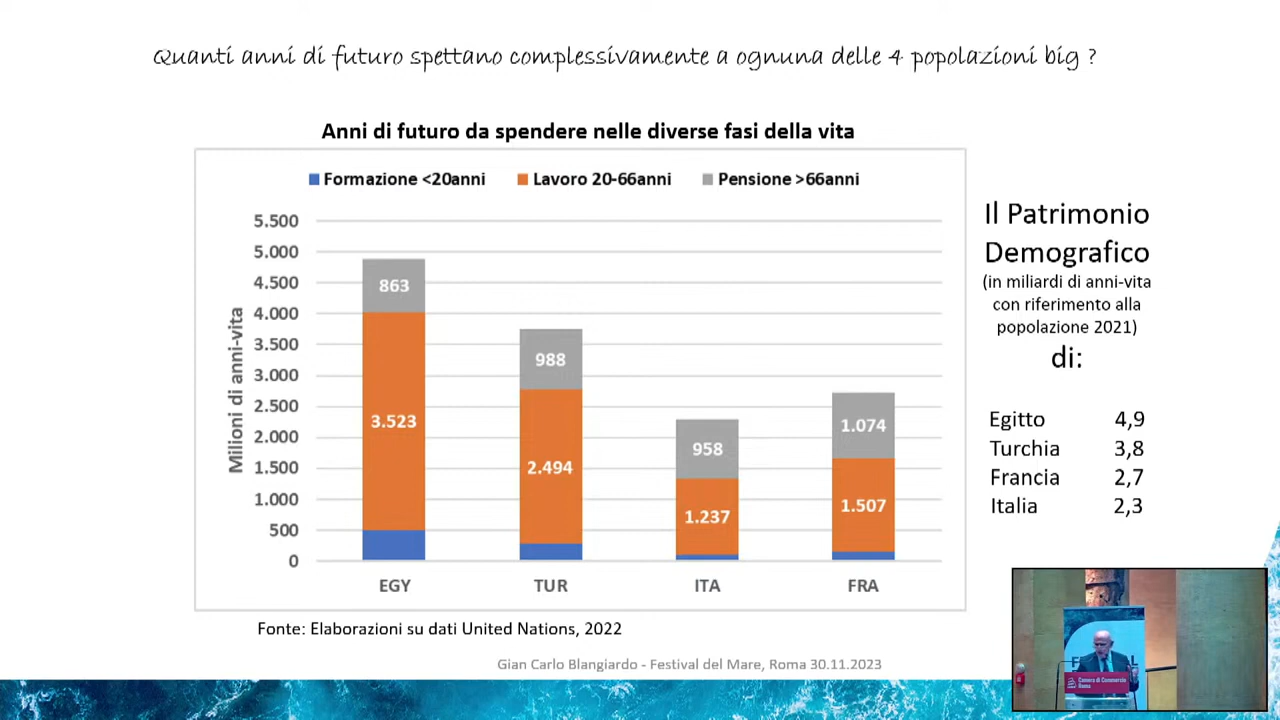 Quanti anni di futuro spettano complessivamente a ognuna delle 4 popolazioni big ?
Anni di futuro da spendere nelle diverse fasi della vita
Formazione <20anni
Lavoro 20-66anni
Pensione >66anni
Milioni di anni-vita
5.500
5.000
4.500
4.000
3.500
3.000
2.500
2.000
1.500
1.000
500
0
863
3.523
988
2.494
958
1.237
1.074
1.507
EGY
TUR
ITA
FRA
Fonte: Elaborazioni su dati United Nations, 2022
Il Patrimonio
Demografico
(in miliardi di anni-vita
con riferimento alla
popolazione 2021)
di:
Egitto 4,9
Turchia 3,8
Francia 2,7
Italia 2,3
Gian Carlo Blangiardo - Festival del Mare, Roma 30.11.2023
Camera di Commercio
Roma